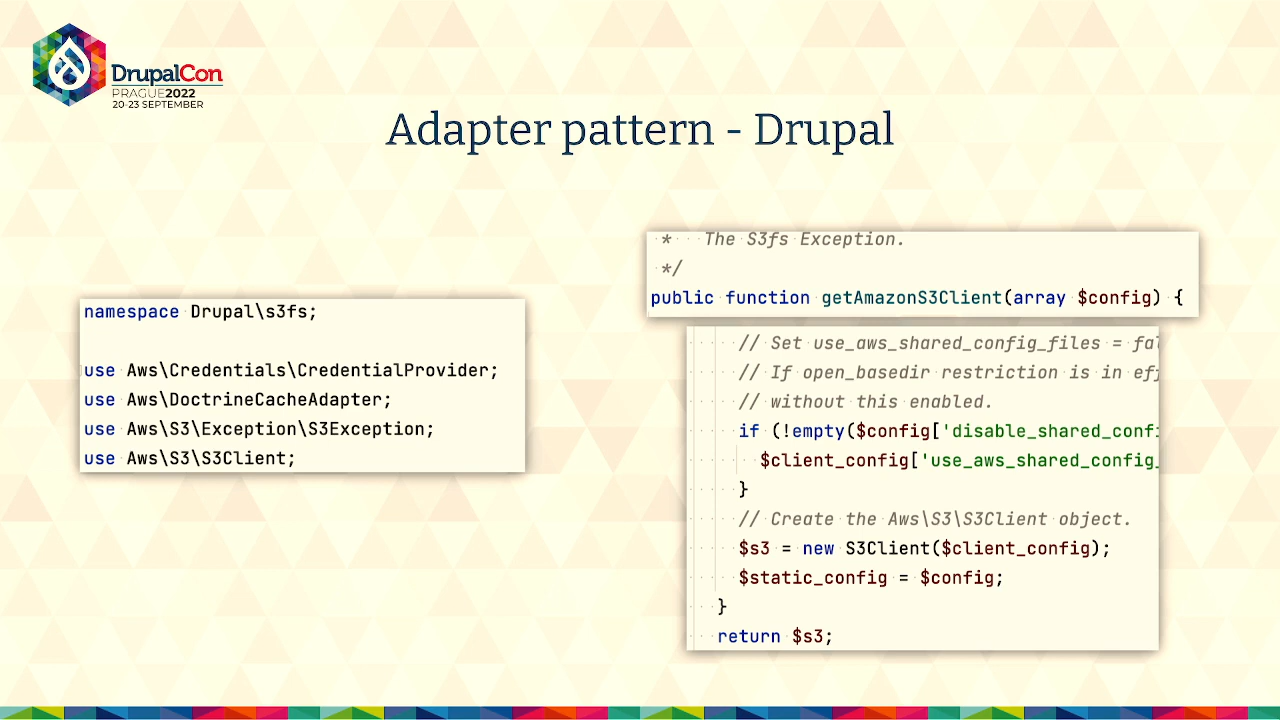 DrupalCon
PRAGUE2022
20-23 SEPTEMBER
Adapter pattern - Drupal
namespace Drupal\s3fs;
use Aws\Credentials\CredentialProvider;
use Aws\DoctrineCacheAdapter;
use Aws\S3\Exception\S3Exception;
use Aws\S3\S3Client;
* The S3fs Exception.
*/
public function getAmazonS3Client(array $config) {
// Set use_aws_shared_config_files = fal
// If open_basedir restriction is in eff
// without this enabled.
if (!empty($config['disable_shared_confi
$client_config['use_aws_shared_config_
}
// Create the Aws\S3\S3Client object.
$s3 = new S3Client($client_config);
$static_config = $config;
}
return $s3;